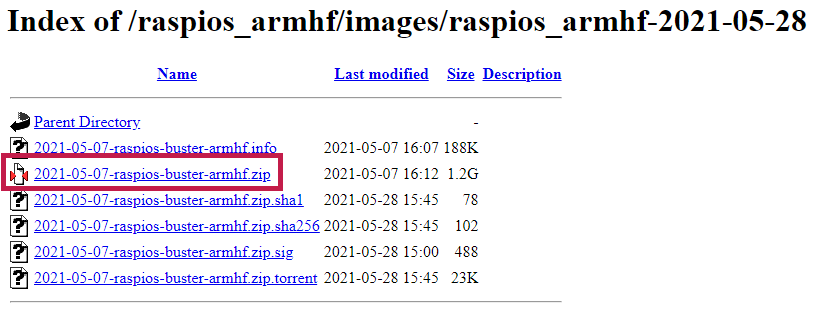 Index of /raspios_armhf/images/raspios_armhf-2021-05-28
Name Last modified Size Description
Parent Directory -
2021-05-07-raspios-buster-armhf.info 2021-05-07 16:07 188K
2021-05-07-raspios-buster-armhf.zip 2021-05-07 16:12 1.2G
2021-05-07-raspios-buster-armhf.zip.sha1 2021-05-28 15:45 78
2021-05-07-raspios-buster-armhf.zip.sha256 2021-05-28 15:45 102
2021-05-07-raspios-buster-armhf.zip.sig 2021-05-28 15:00 488
2021-05-07-raspios-buster-armhf.zip.torrent 2021-05-28 15:45 23K